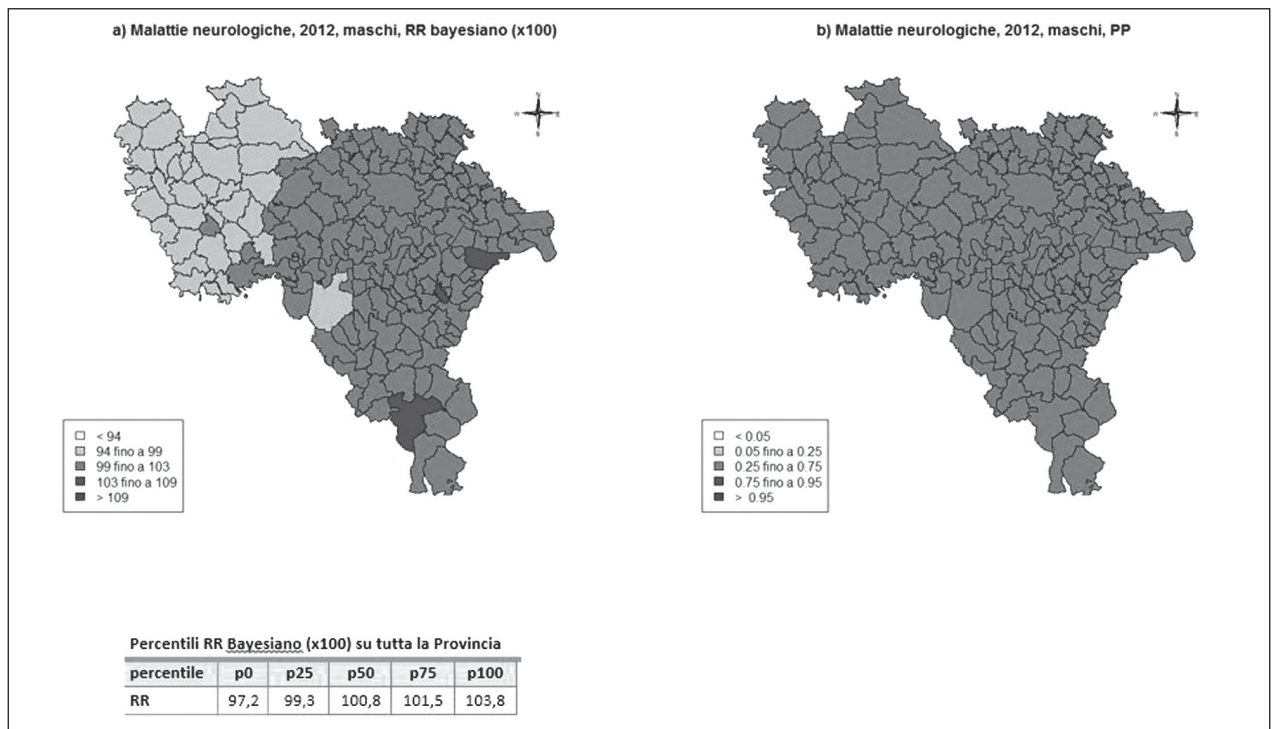 a) Malattie neurologiche, 2012, maschi, RR bayesiano (x100)
b) Malattie neurologiche, 2012, maschi, PP
N
W E
S
N
W E
S
< 94
94 fino a 99
99 fino a 103
103 fino a 109
> 109
< 0.05
0.05 fino a 0.25
0.25 fino a 0.75
0.75 fino a 0.95
> 0.95
Percentili RR Bayesiano (x100) su tutta la Provincia
percentile p0 p25 p50 p75 p100
RR 97,2 99,3 100,8 101,5 103,8